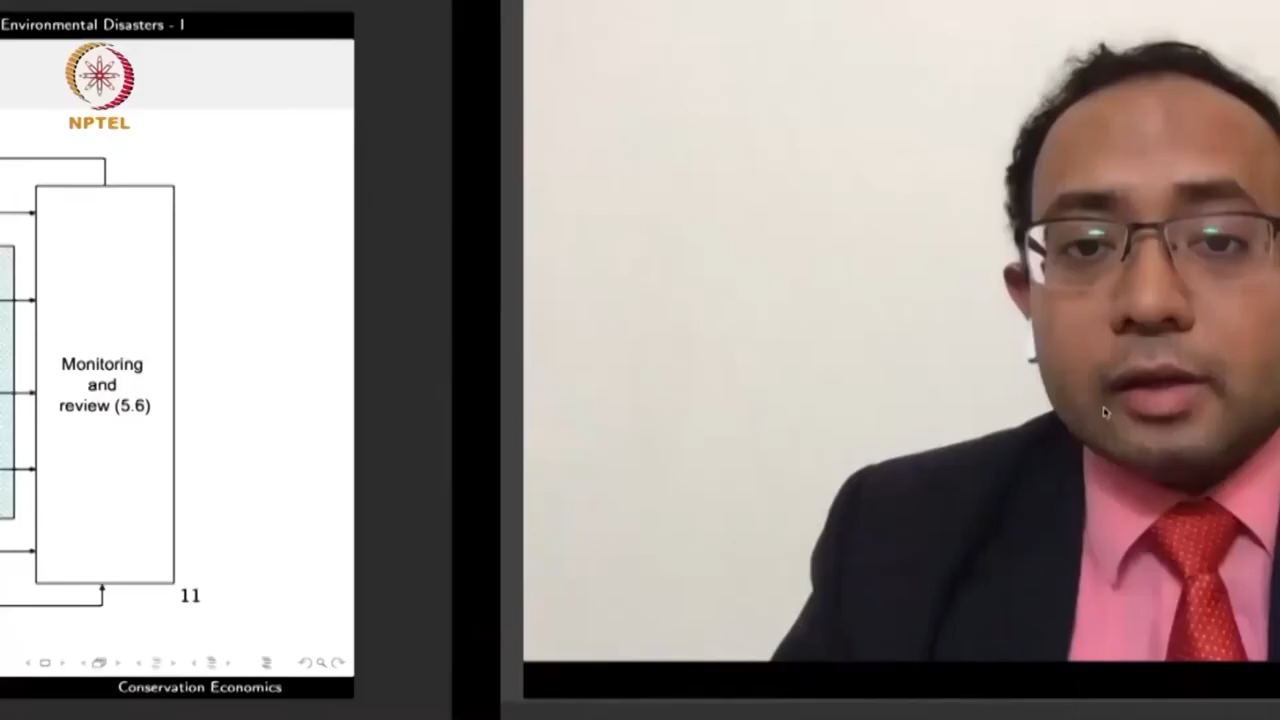 Environmental Disasters - I
NPTEL
Monitoring
and
review (5.6)
11
Conservation Economics